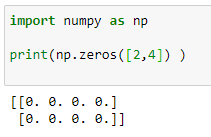 import numpy as np
print(np.zeros([2,4]) )
[[0. 0. 0. 0.]
[0. 0. 0. 0.]]